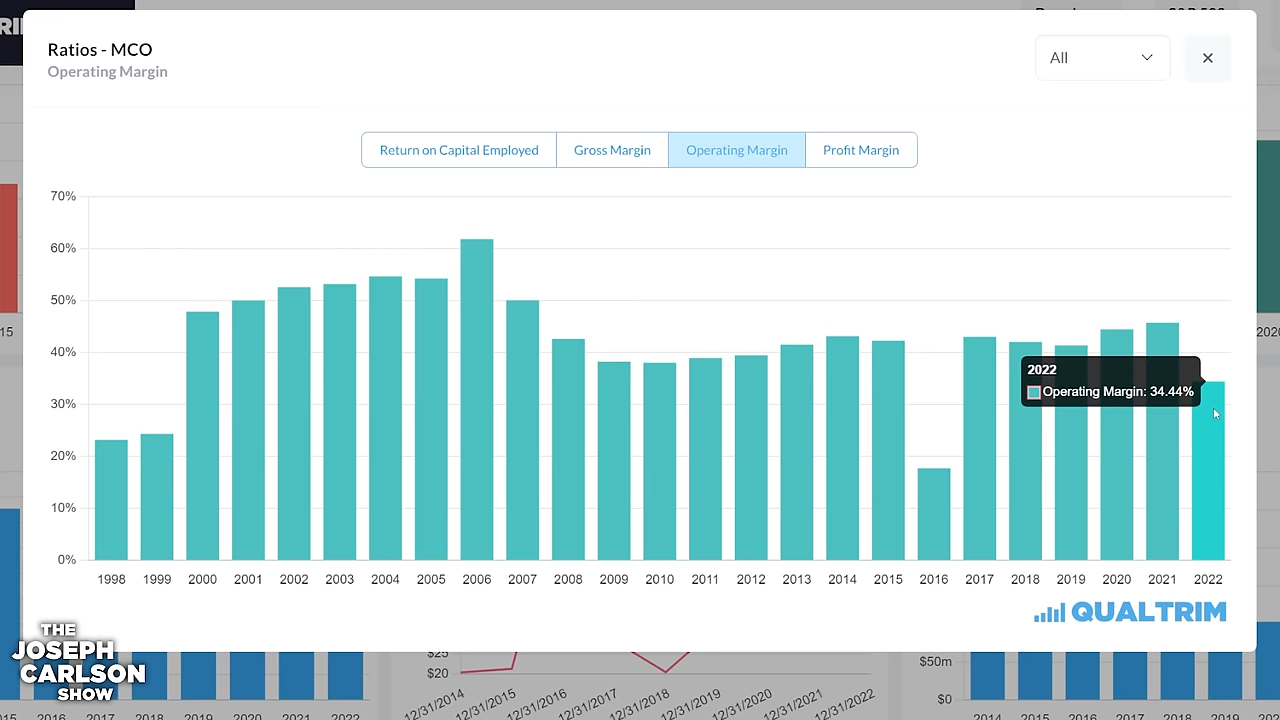 Ratios - MCO
Operating Margin
All
Return on Capital Employed
Gross Margin
Operating Margin
Profit Margin
70%
60%
50%
40%
30%
20%
10%
0%
2022
Operating Margin: 34.44%
1998 1999 2000 2001 2002 2003 2004 2005 2006 2007 2008 2009 2010 2011 2012 2013 2014 2015 2016 2017 2018 2019 2020 2021 2022
QUALTRIM
15
2020
THE
JOSEPH
CARLSON
SHOW
$25
$20
12/31/2014 12/31/2015 12/31/2016 12/31/2017 12/31/2018 12/31/2019 12/31/2020 12/31/2021 12/31/2022
$50m
$0
2016 2017 2018 2019 2020 2021 2022
2014 2015 2016 2017 2018 2019